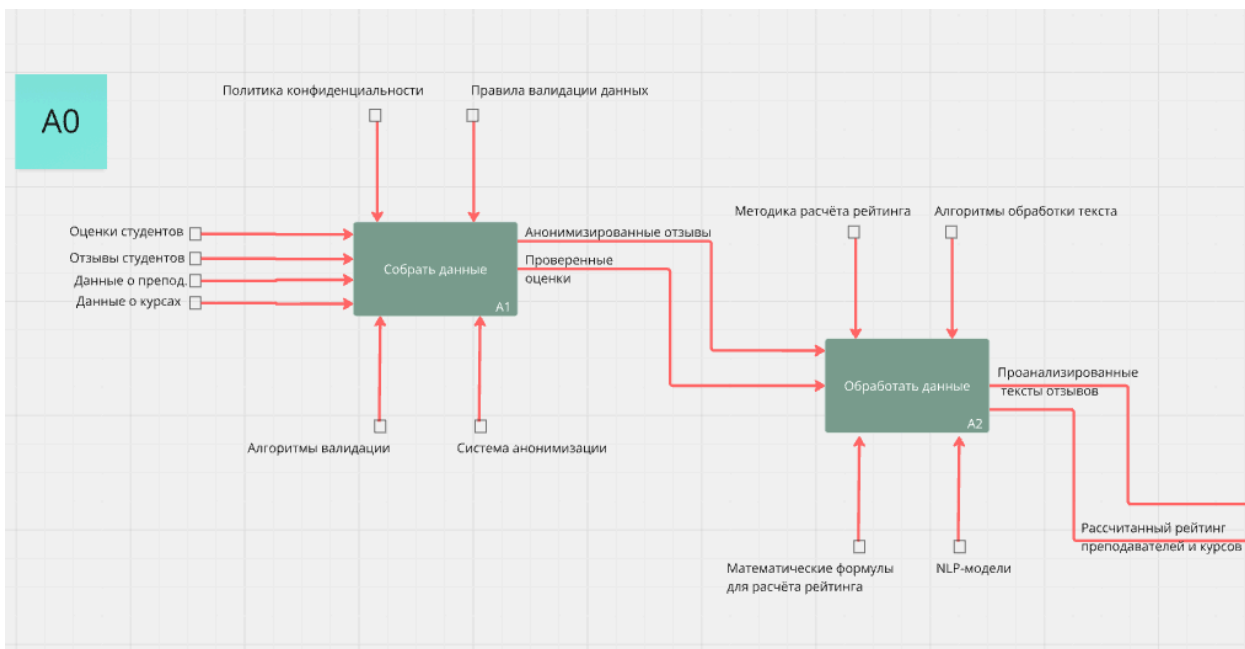 A0
Политика конфиденциальности
Правила валидации данных
Оценки студентов
Отзывы студентов
Данные о препод.
Данные о курсах
Собрать данные
A1
Анонимизированные отзывы
Проверенные
оценки
Алгоритмы валидации
Система анонимизации
Методика расчёта рейтинга
Алгоритмы обработки текста
Обработать данные
A2
Проанализированные
тексты отзывов
Рассчитанный рейтинг
преподавателей и курсов
Математические формулы
для расчёта рейтинга
NLP-модели